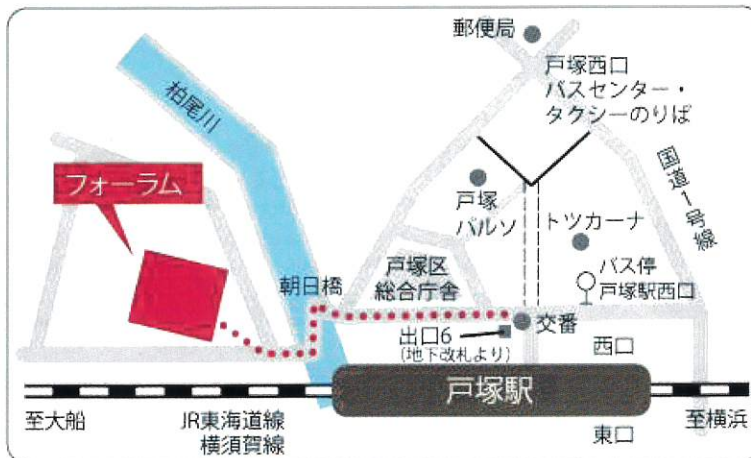 郵便局
戸塚西口
バスセンター・
タクシーのりば
柏尾川
国道1号線
フォーラム
戸塚
パルソ
トツカーナ
バス停
戸塚駅西口
戸塚区
総合庁舎
朝日橋
出口6
(地下改札より)
交番
西口
戸塚駅
至大船
JR東海道線
横須賀線
東口
至横浜